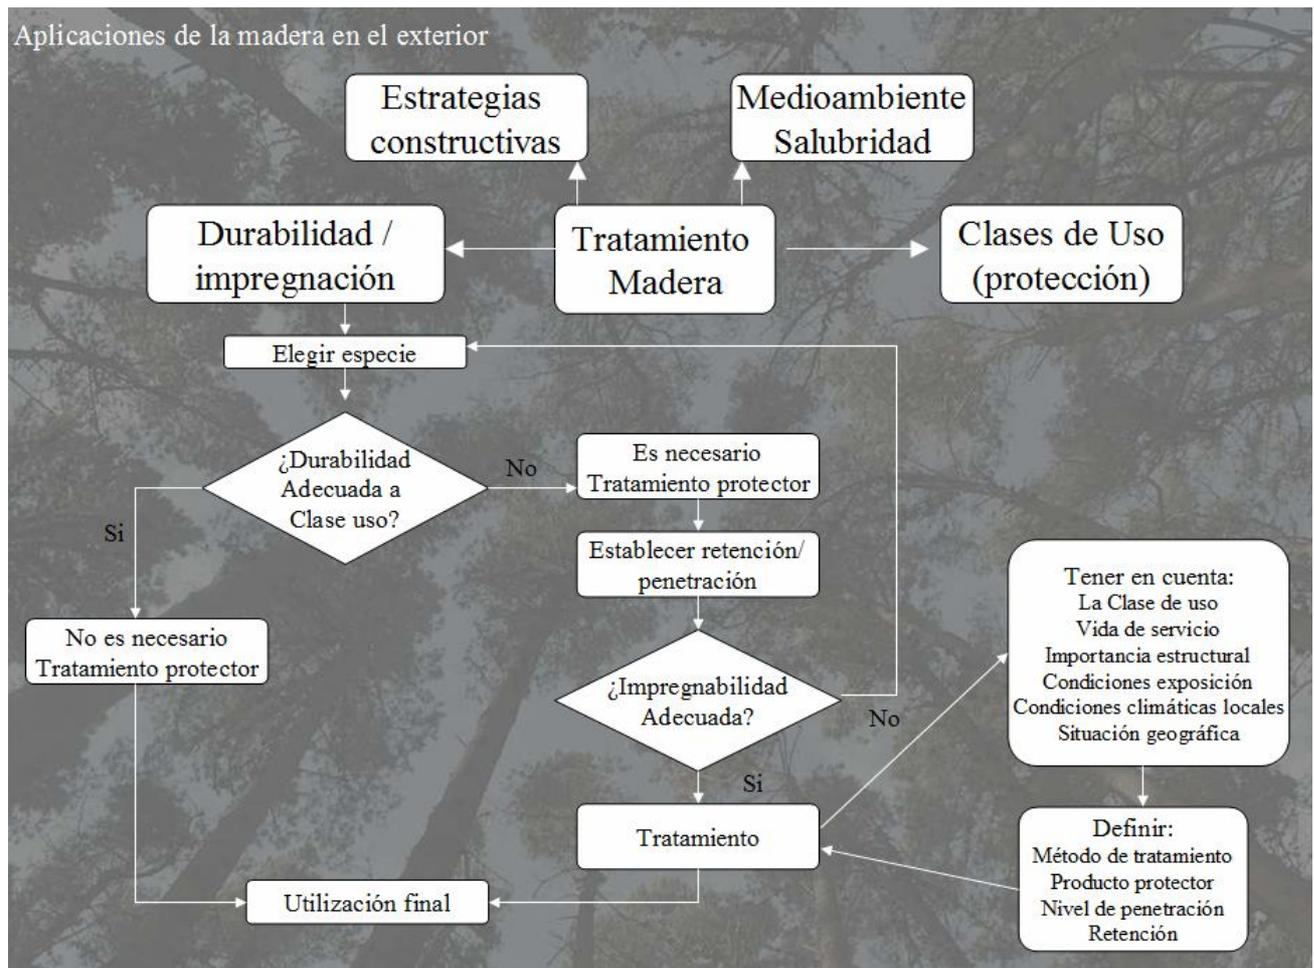 Aplicaciones de la madera en el exterior
Estrategias
constructivas
Medioambiente
Salubridad
Durabilidad /
impregnación
Tratamiento
Madera
Clases de Uso
(protección)
Elegir especie
¿Durabilidad
Adecuada a
Clase uso?
No
Si
Es necesario
Tratamiento protector
Establecer retención/
penetración
No es necesario
Tratamiento protector
¿Impregnabilidad
Adecuada?
No
Si
Tener en cuenta:
La Clase de uso
Vida de servicio
Importancia estructural
Condiciones exposición
Condiciones climáticas locales
Situación geográfica
Tratamiento
Definir:
Método de tratamiento
Producto protector
Nivel de penetración
Retención
Utilización final